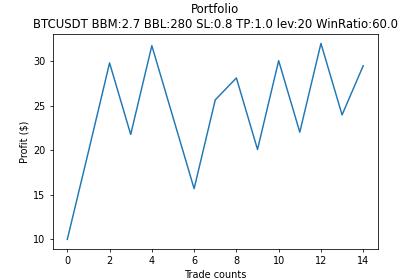 Portfolio
BTCUSDT BBM:2.7 BBL:280 SL:0.8 TP:1.0 lev:20 WinRatio:60.0
30
25
20
15
10
Profit ($)
0 2 4 6 8 10 12 14
Trade counts